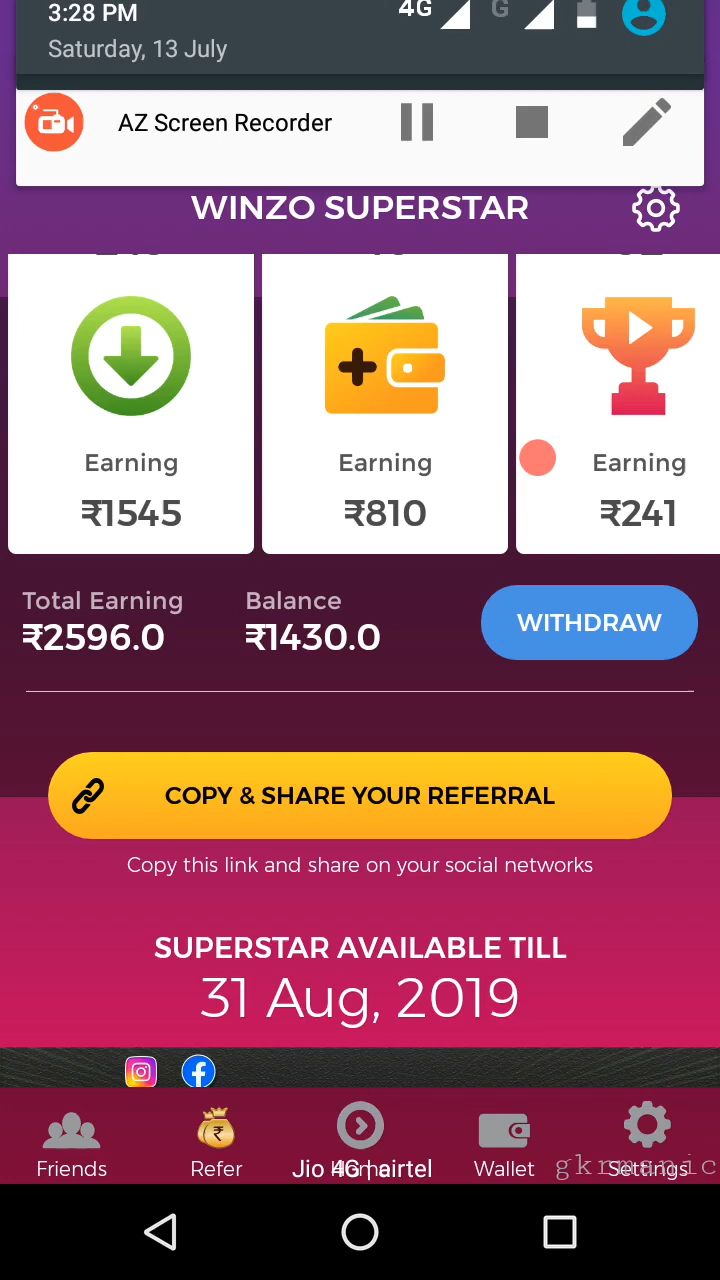 3:28 PM
4G
G
Saturday, 13 July
AZ Screen Recorder
WINZO SUPERSTAR
Earning
Earning
Earning
₹1545
₹810
₹241
Total Earning
Balance
₹2596.0
₹1430.0
WITHDRAW
COPY & SHARE YOUR REFERRAL
Copy this link and share on your social networks
SUPERSTAR AVAILABLE TILL
31 Aug, 2019
Friends
Refer
Jio 4G | airtel
Wallet
Settings
gkrmanic